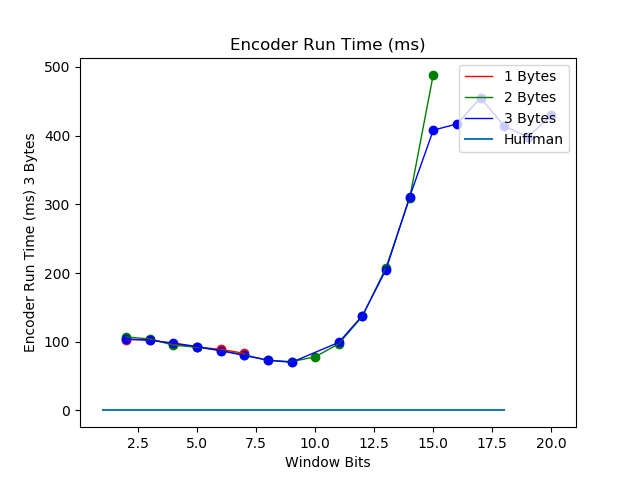 Encoder Run Time (ms)
500
400
300
200
100
0
Encoder Run Time (ms) 3 Bytes
1 Bytes
2 Bytes
3 Bytes
Huffman
2.5 5.0 7.5 10.0 12.5 15.0 17.5 20.0
Window Bits